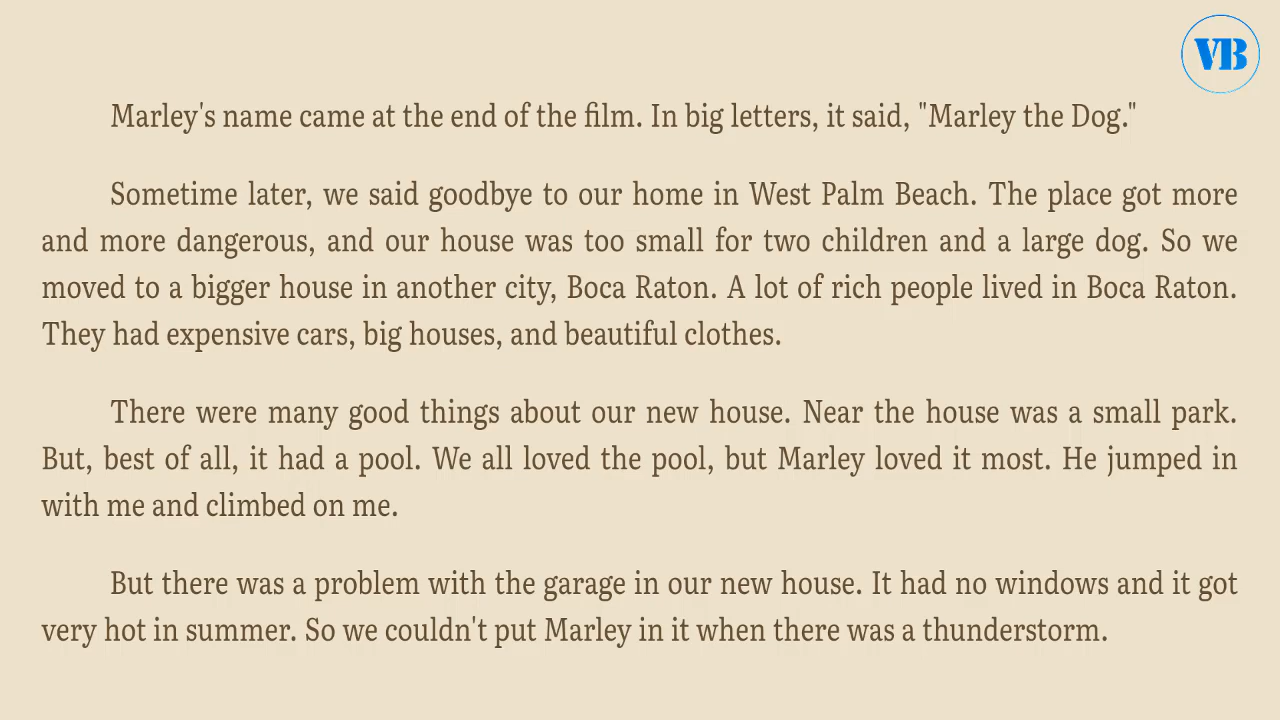 VB
Marley's name came at the end of the film. In big letters, it said, "Marley the Dog."
Sometime later, we said goodbye to our home in West Palm Beach. The place got more
and more dangerous, and our house was too small for two children and a large dog. So we
moved to a bigger house in another city, Boca Raton. A lot of rich people lived in Boca Raton.
They had expensive cars, big houses, and beautiful clothes.
There were many good things about our new house. Near the house was a small park.
But, best of all, it had a pool. We all loved the pool, but Marley loved it most. He jumped in
with me and climbed on me.
But there was a problem with the garage in our new house. It had no windows and it got
very hot in summer. So we couldn't put Marley in it when there was a thunderstorm.